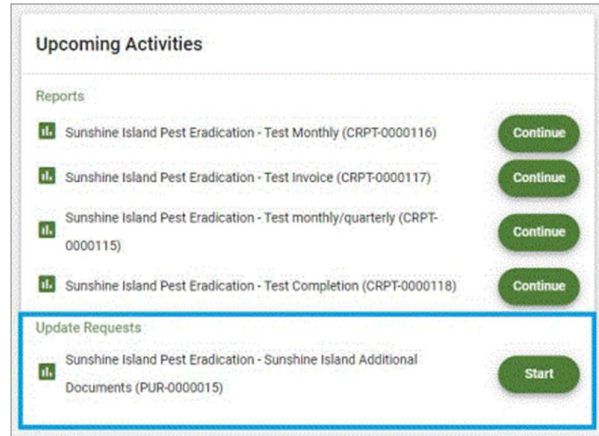 Upcoming Activities
Reports
Sunshine Island Pest Eradication - Test Monthly (CRPT-0000116)
Continue
Sunshine Island Pest Eradication - Test Invoice (CRPT-0000117)
Continue
Sunshine Island Pest Eradication - Test monthly/quarterly (CRPT-
0000115)
Continue
Sunshine Island Pest Eradication - Test Completion (CRPT-0000118)
Continue
Update Requests
Sunshine Island Pest Eradication - Sunshine Island Additional
Documents (PUR-0000015)
Start